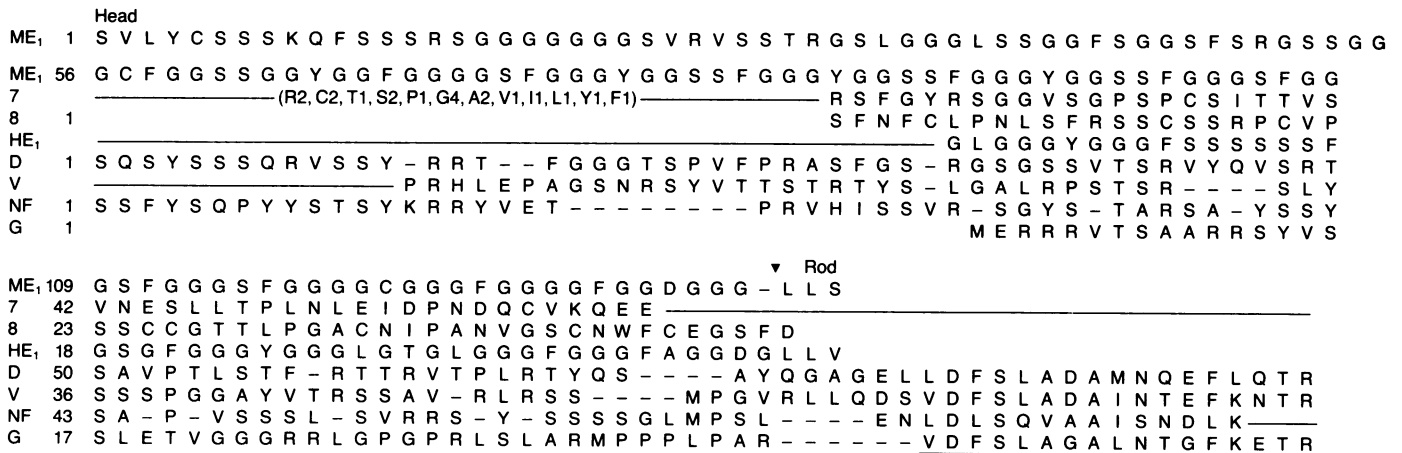 Head
ME₁ 1 S V L Y C S S S K Q F S S S R S G G G G G G G S V R V S S T R G S L G G G L S S G G F S G G S F S R G S S G G
ME₁ 56 G C F G G S S G G Y G G F G G G G S F G G G Y G G S S F G G G Y G G S S F G G G Y G G S S F G G G S F G G
7 ———(R2, C2, T1, S2, P1, G4, A2, V1, I1, L1, Y1, F1)——— R S F G Y R S G G V S G P S P C S I T T V S
8 1 S F N F C L P N L S F R S S C S S R P C V P
HE₁ ——— G L G G G Y G G G F S S S S S S F
D 1 S Q S Y S S S Q R V S S Y – R R T – – F G G G T S P V F P R A S F G S – R G S G S S V T S R V Y Q V S R T
V ——— P R H L E P A G S N R S Y V T T S T R T Y S – L G A L R P S T S R – – – – S L Y
NF 1 S S F Y S Q P Y Y S T S Y K R R Y V E T – – – – – – – – P R V H I S S V R – S G Y S – T A R S A – Y S S Y
G 1 M E R R R V T S A A R R S Y V S
▼ Rod
ME₁ 109 G S F G G G S F G G G G C G G G F G G G G F G G D G G G – L L S
7 42 V N E S L L T P L N L E I D P N D Q C V K Q E E ———
8 23 S S C C G T T L P G A C N I P A N V G S C N W F C E G S F D
HE₁ 18 G S G F G G G Y G G G L G T G L G G G F G G G F A G G D G L L V
D 50 S A V P T L S T F – R T T R V T P L R T Y Q S – – – – A Y Q G A G E L L D F S L A D A M N Q E F L Q T R
V 36 S S S P G G A Y V T R S S A V – R L R S S – – – – M P G V R L L Q D S V D F S L A D A I N T E F K N T R
NF 43 S A – P – V S S S L – S V R R S – Y – S S S S G L M P S L – – – – E N L D L S Q V A A I S N D L K ———
G 17 S L E T V G G G R R L G P G P R L S L A R M P P P L P A R – – – – – – V D F S L A G A L N T G F K E T R